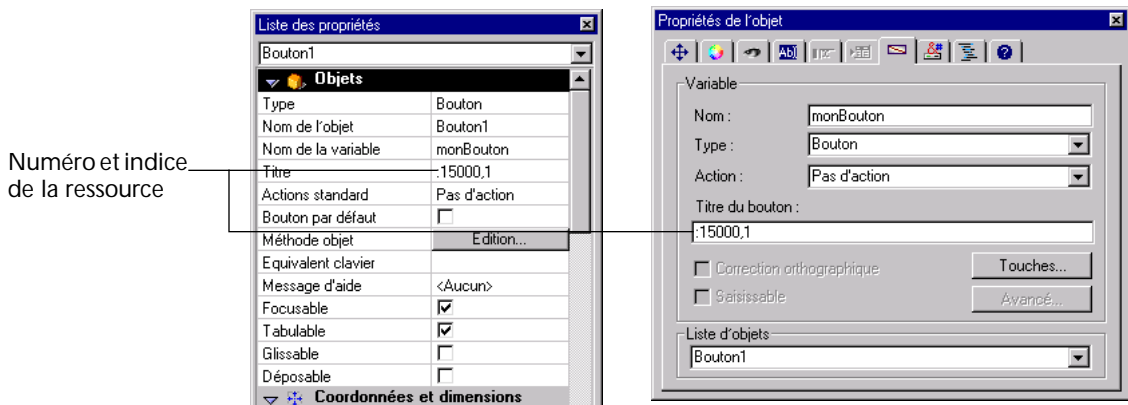 Numéro et indice
de la ressource
Liste des propriétés
Bouton1
Objets
Type Bouton
Nom de l'objet Bouton1
Nom de la variable monBouton
Titre :15000,1
Actions standard Pas d'action
Bouton par défaut
Méthode objet Edition...
Equivalent clavier
Message d'aide <Aucun>
Focusable
Tabulable
Glissable
Déposable
Coordonnées et dimensions
Propriétés de l'objet
Variable
Nom : monBouton
Type : Bouton
Action : Pas d'action
Titre du bouton :
:15000,1
Correction orthographique Touches...
Saisissable Avancé...
Liste d'objets
Bouton1